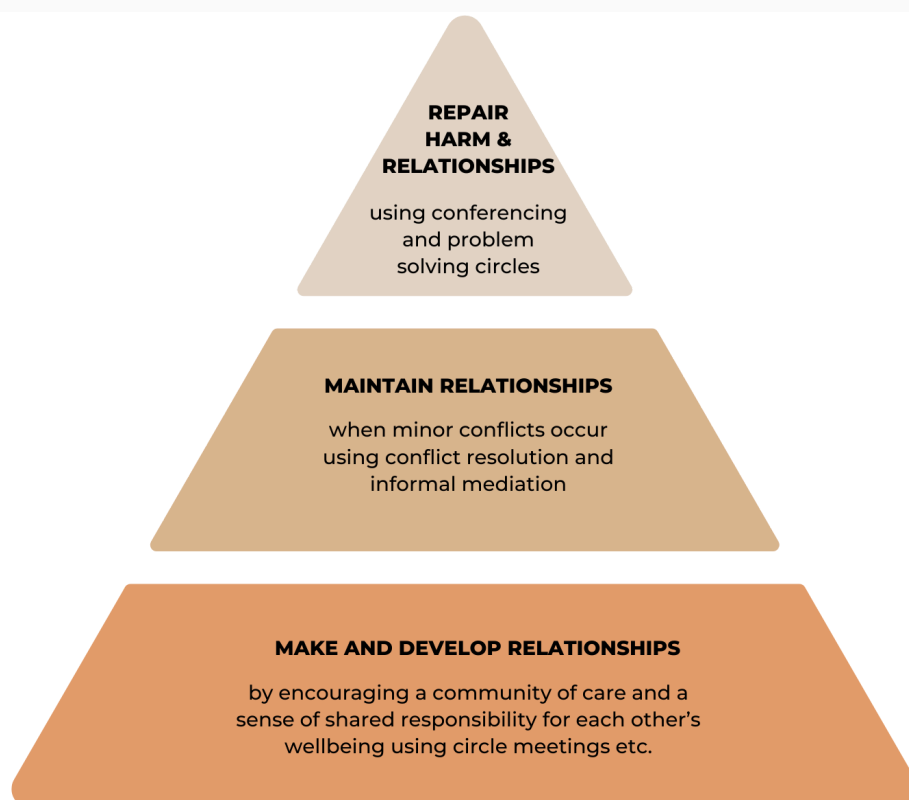 REPAIR
HARM &
RELATIONSHIPS
using conferencing
and problem
solving circles
MAINTAIN RELATIONSHIPS
when minor conflicts occur
using conflict resolution and
informal mediation
MAKE AND DEVELOP RELATIONSHIPS
by encouraging a community of care and a
sense of shared responsibility for each other’s
wellbeing using circle meetings etc.